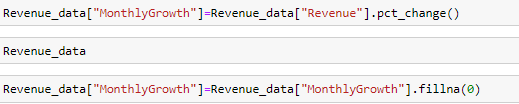 Revenue_data["MonthlyGrowth"]=Revenue_data["Revenue"].pct_change()
Revenue_data
Revenue_data["MonthlyGrowth"]=Revenue_data["MonthlyGrowth"].fillna(0)